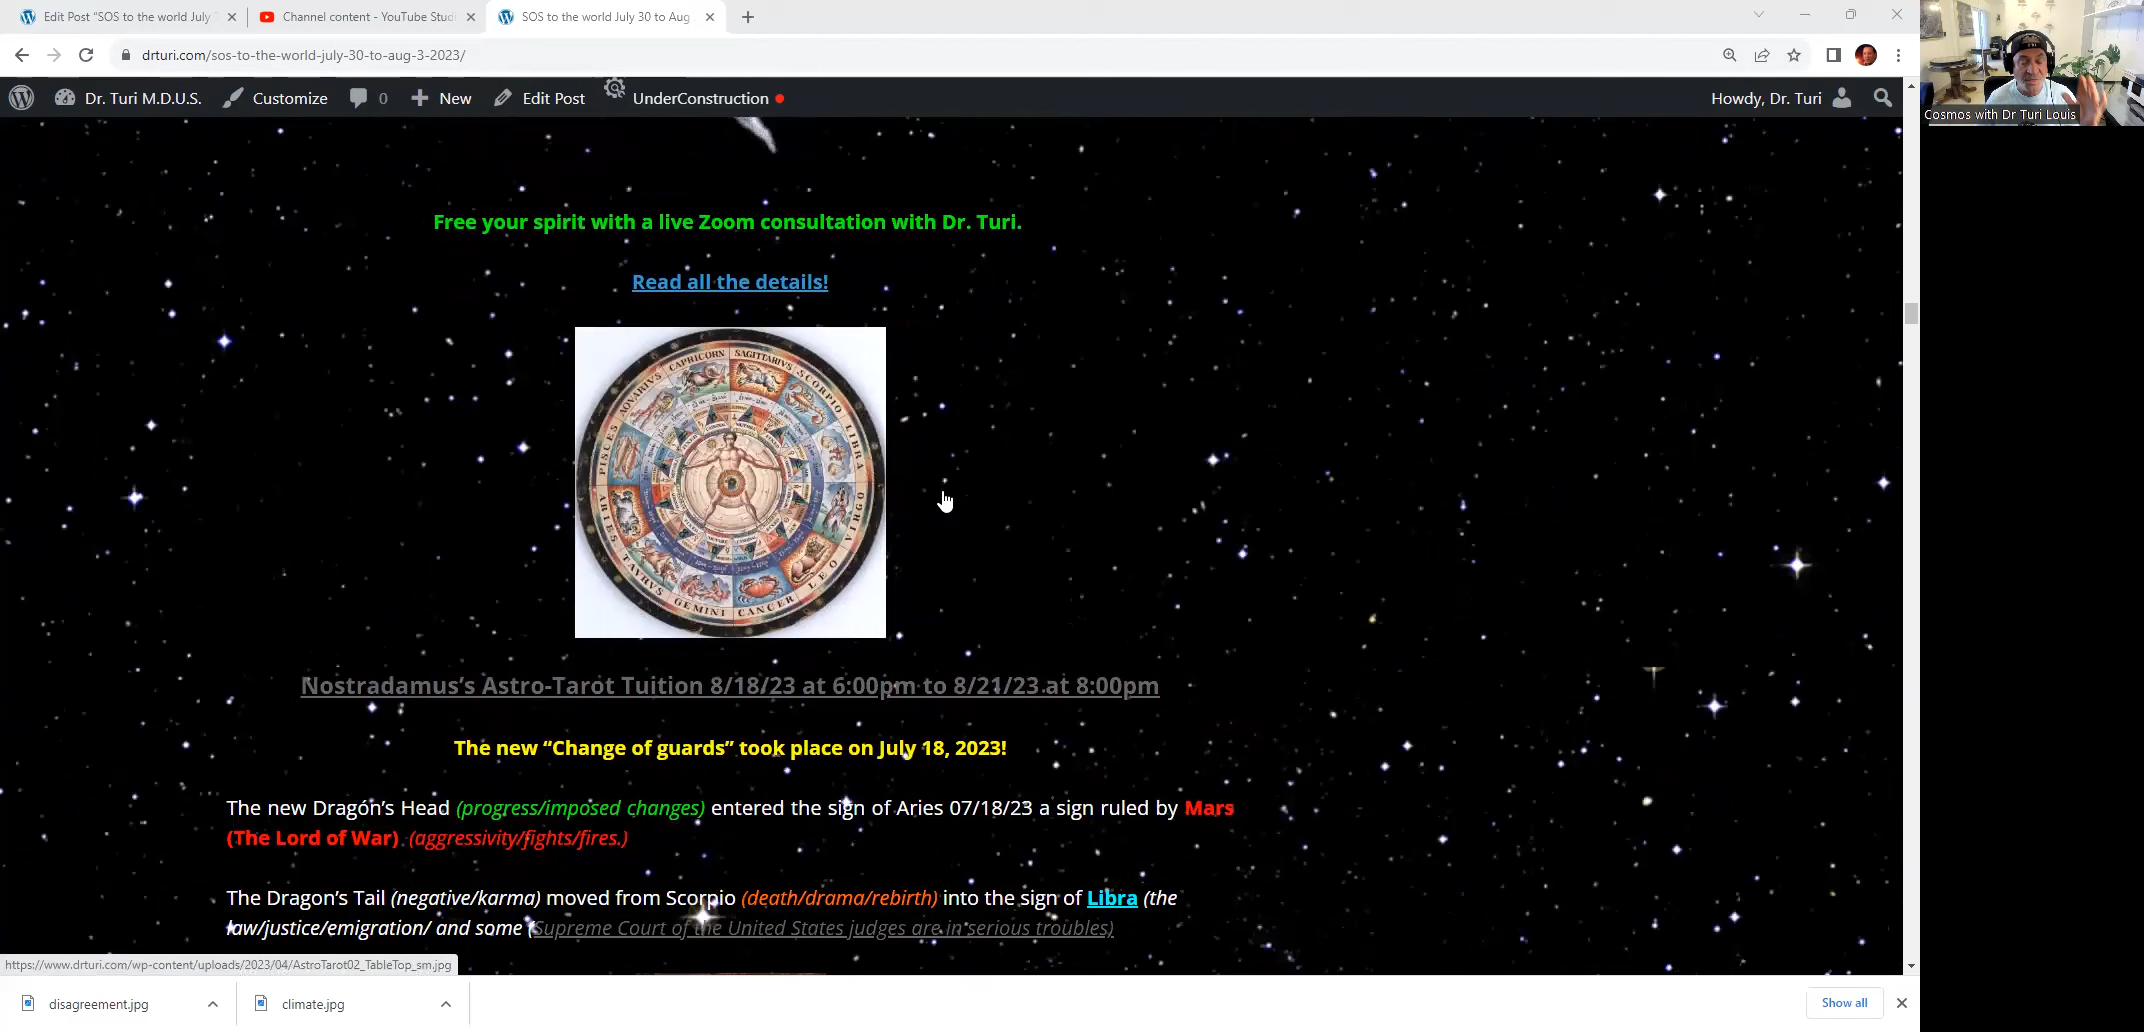 Edit Post "SOS to the world July
Channel content - YouTube Stud
SOS to the world July 30 to Aug
drturi.com/sos-to-the-world-july-30-to-aug-3-2023/
Dr. Turi M.D.U.S.
Customize
0
New
Edit Post
UnderConstruction
Howdy, Dr. Turi
Cosmos with Dr Turi Louis
Free your spirit with a live Zoom consultation with Dr. Turi.
Read all the details!
CAPRICORN
SAGITTARIVS
SCORPIO
LIBRA
VIRGO
LEO
CANCER
GEMINI
TAVRVS
ARIES
PISCES
AQVARIVS
Nostradamus's Astro-Tarot Tuition 8/18/23 at 6:00pm to 8/21/23 at 8:00pm
The new “Change of guards” took place on July 18, 2023!
The new Dragon's Head (progress/imposed changes) entered the sign of Aries 07/18/23 a sign ruled by Mars
(The Lord of War). (aggressivity/fights/fires.)
The Dragon's Tail (negative/karma) moved from Scorpio (death/drama/rebirth) into the sign of Libra (the
law/justice/emigration/ and some (Supreme Court of the United States judges are in serious troubles)
https://www.drturi.com/wp-content/uploads/2023/04/AstroTarot02_TableTop_sm.jpg
disagreement.jpg
climate.jpg
Show all